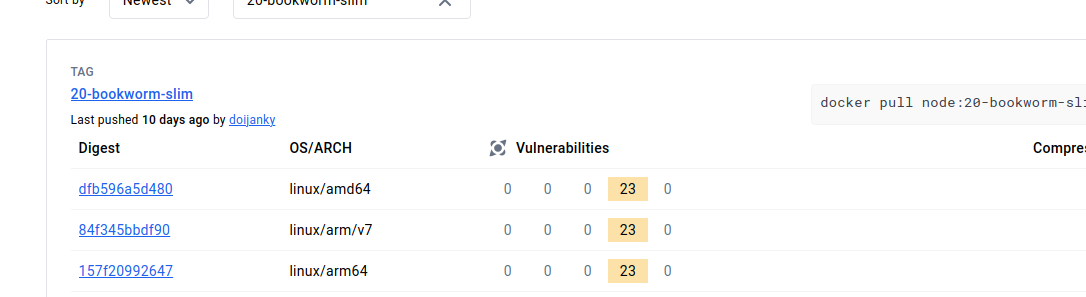 Sort by Newest 20-bookworm-slim
TAG
20-bookworm-slim
docker pull node:20-bookworm-sli
Last pushed 10 days ago by doijanky
Digest OS/ARCH Vulnerabilities Compres
dfb596a5d480 linux/amd64 0 0 0 23 0
84f345bbdf90 linux/arm/v7 0 0 0 23 0
157f20992647 linux/arm64 0 0 0 23 0